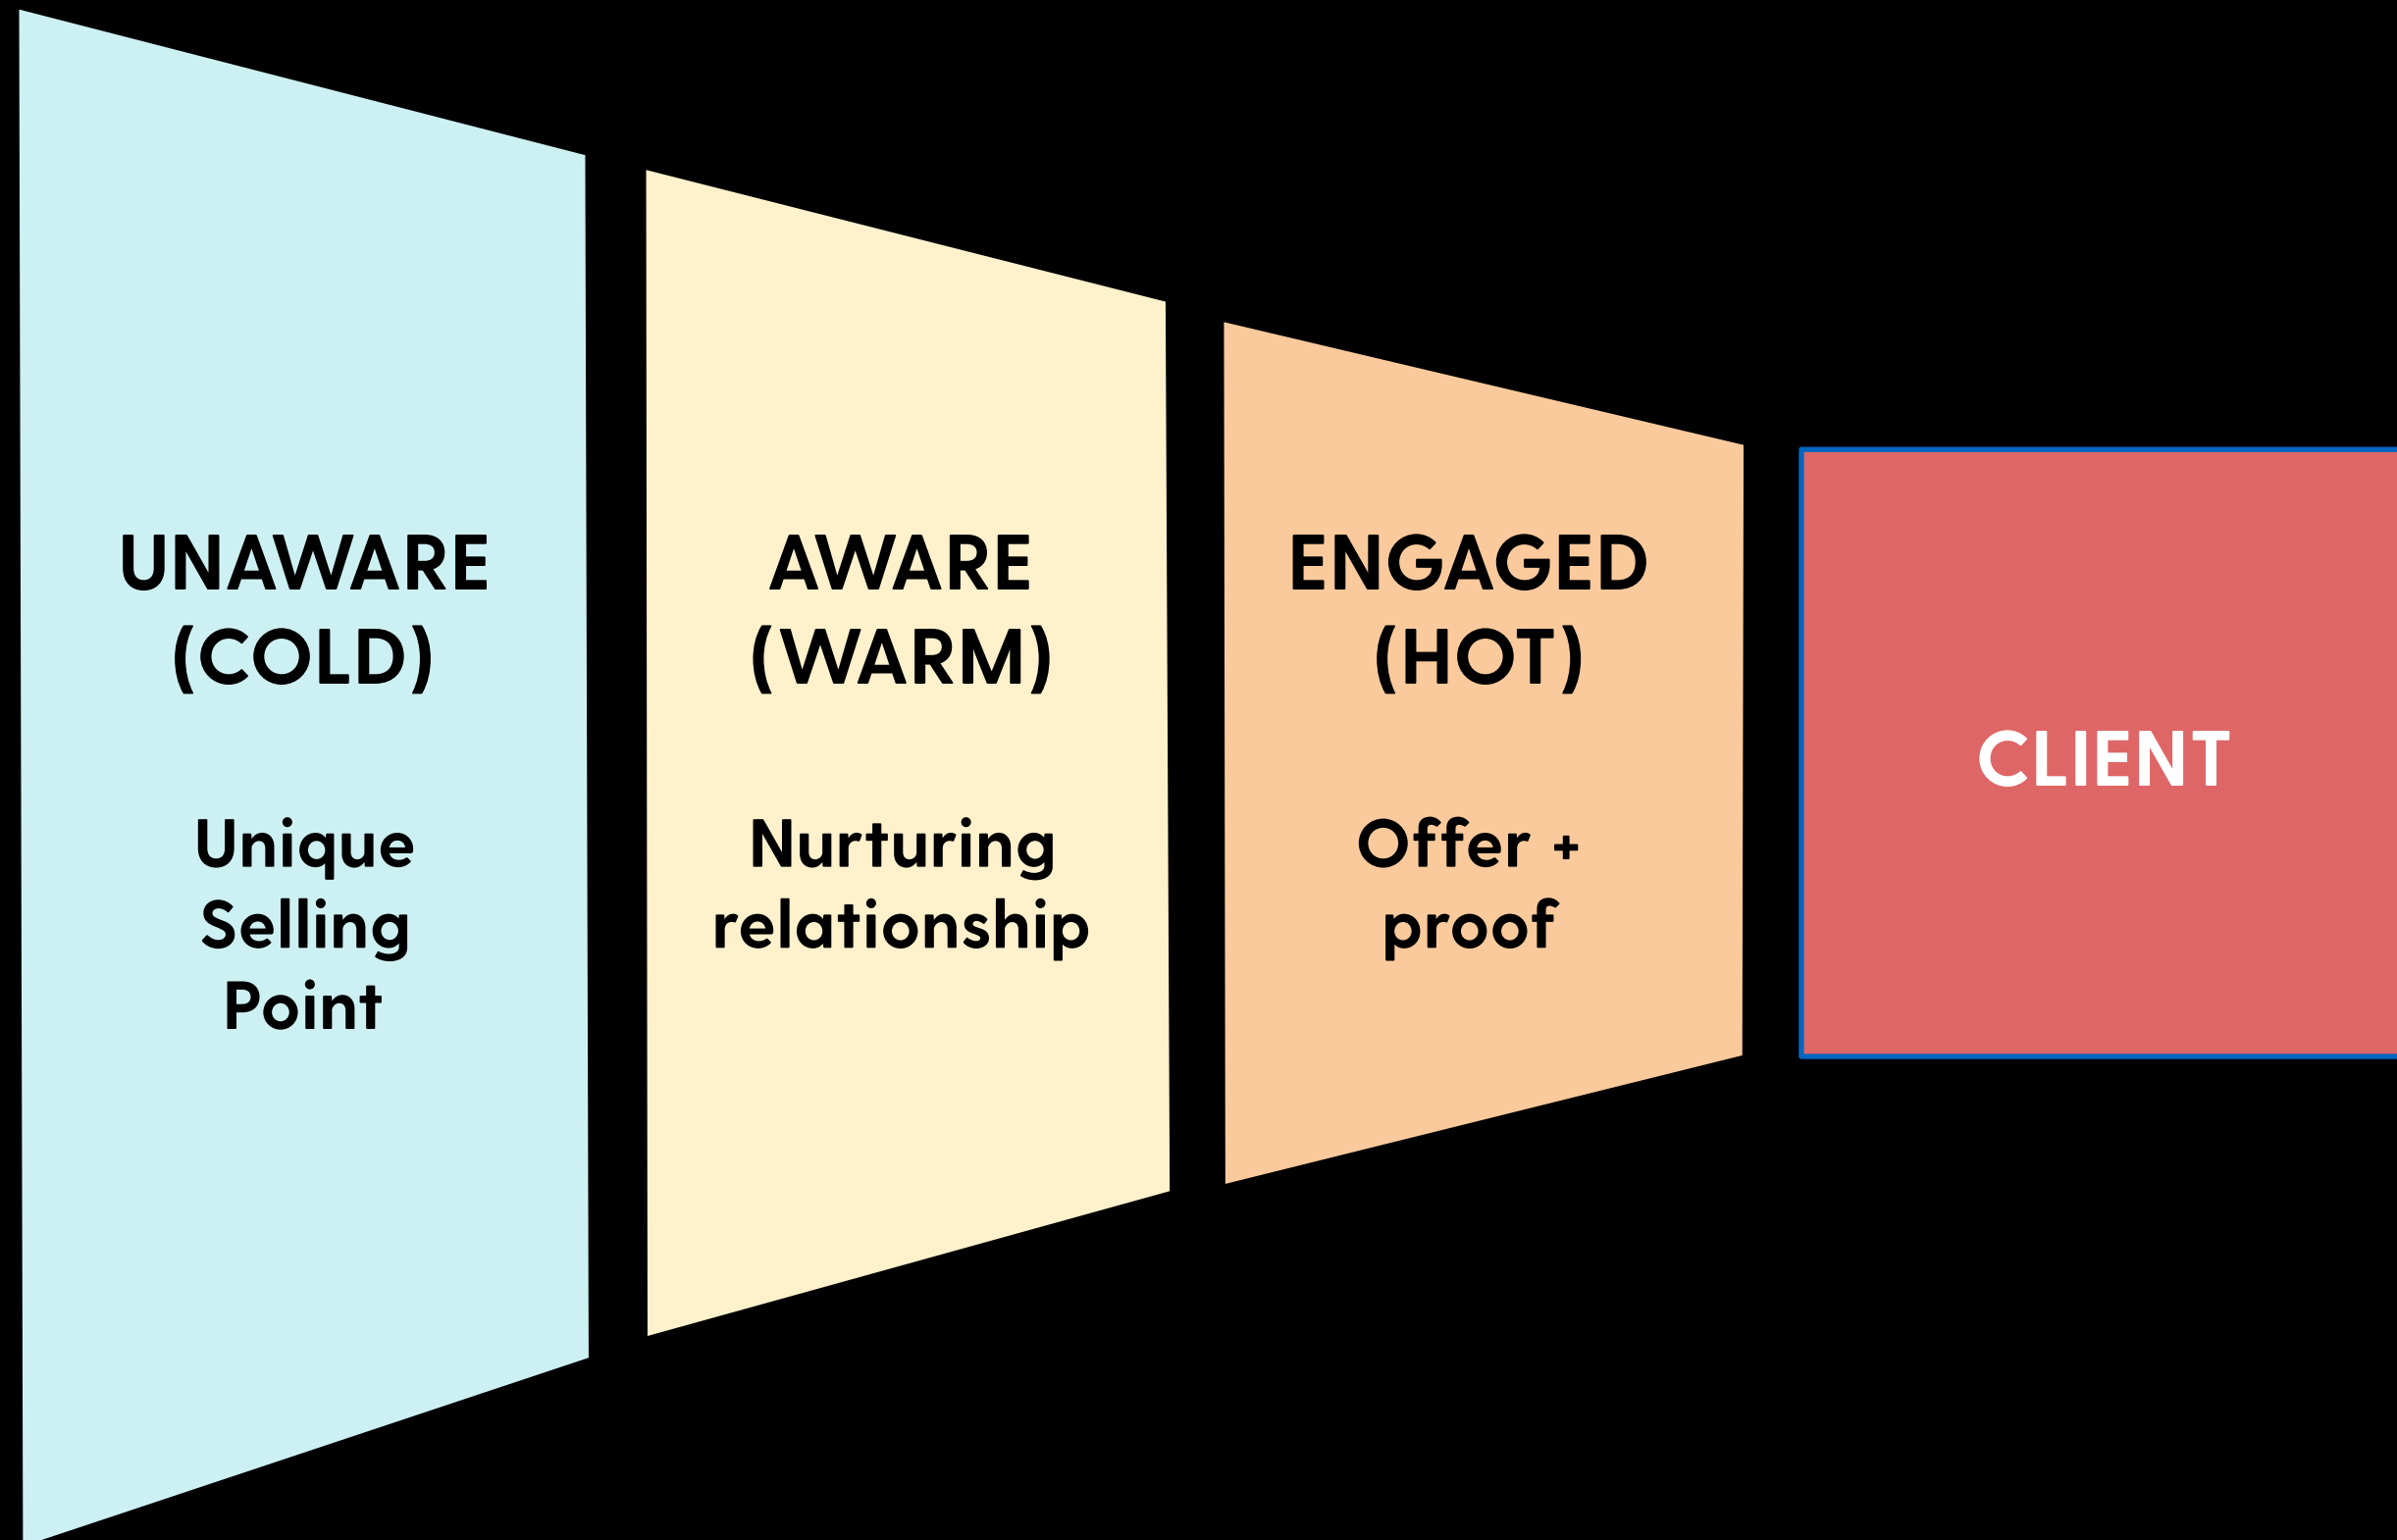 UNAWARE
(COLD)
Unique
Selling
Point
AWARE
(WARM)
Nurturing
relationship
ENGAGED
(HOT)
Offer +
proof
CLIENT